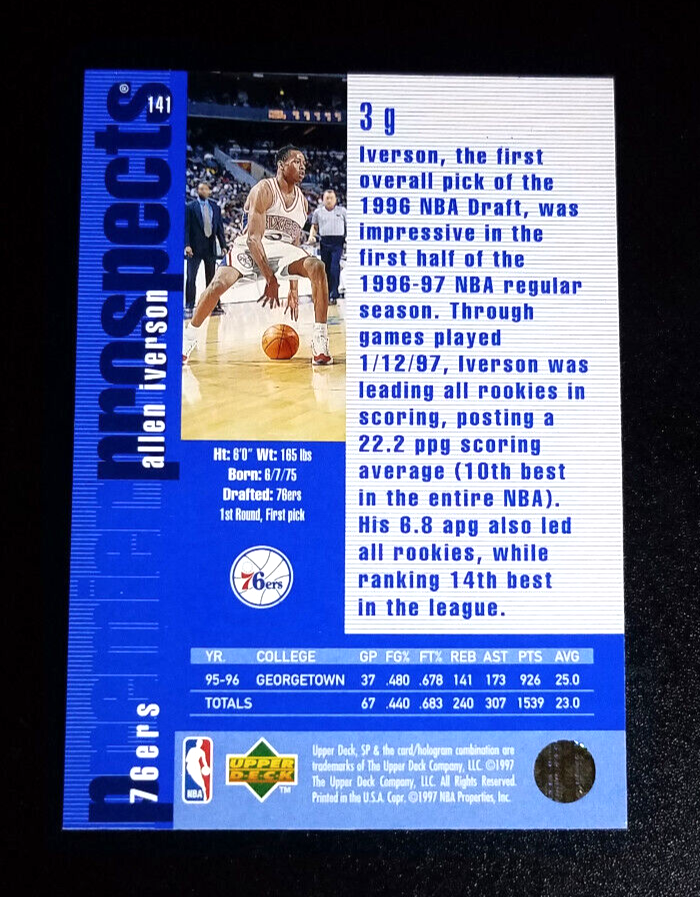 141
premier prospects®
allen iverson
76ers
3 g
Iverson, the first
overall pick of the
1996 NBA Draft, was
impressive in the
first half of the
1996-97 NBA regular
season. Through
games played
1/12/97, Iverson was
leading all rookies in
scoring, posting a
22.2 ppg scoring
average (10th best
in the entire NBA).
His 6.8 apg also led
all rookies, while
ranking 14th best
in the league.
Ht: 6'0" Wt: 165 lbs
Born: 6/7/75
Drafted: 76ers
1st Round, First pick
76ers
YR. COLLEGE GP FG% FT% REB AST PTS AVG
95-96 GEORGETOWN 37 .480 .678 141 173 926 25.0
TOTALS 67 .440 .683 240 307 1539 23.0
NBA
UPPER
DECK
™
Upper Deck, SP & the card/hologram combination are
trademarks of The Upper Deck Company, LLC. ©1997
The Upper Deck Company, LLC. All Rights Reserved.
Printed in the U.S.A. Copr. ©1997 NBA Properties, Inc.